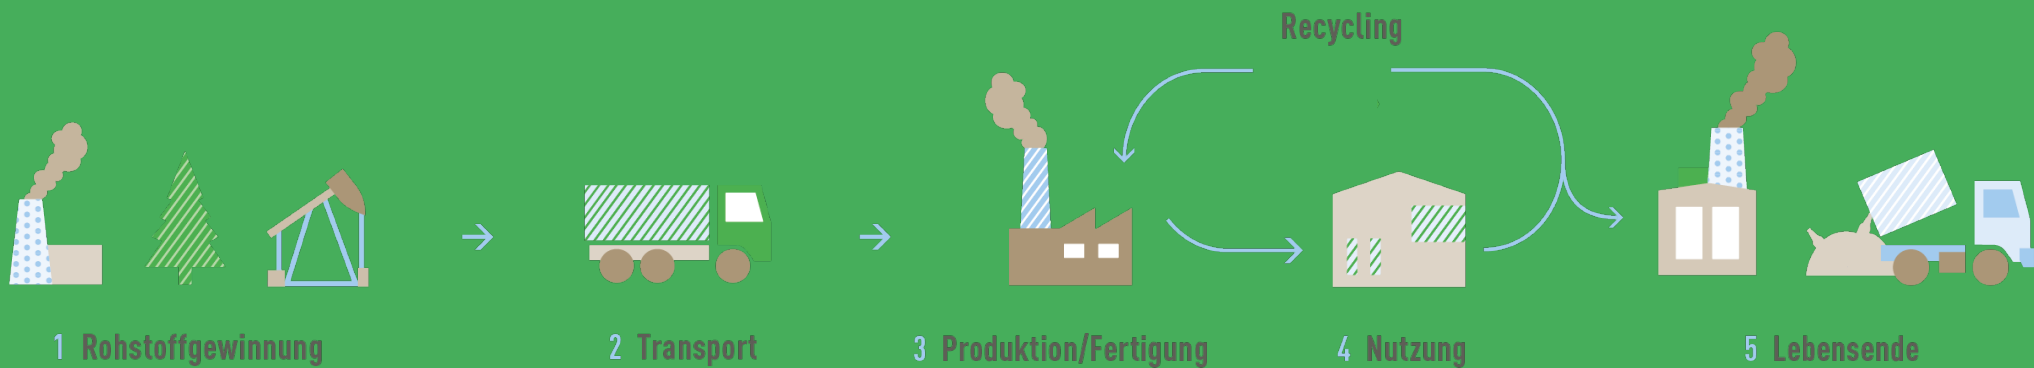 Recycling
1 Rohstoffgewinnung
2 Transport
3 Produktion/Fertigung
4 Nutzung
5 Lebensende